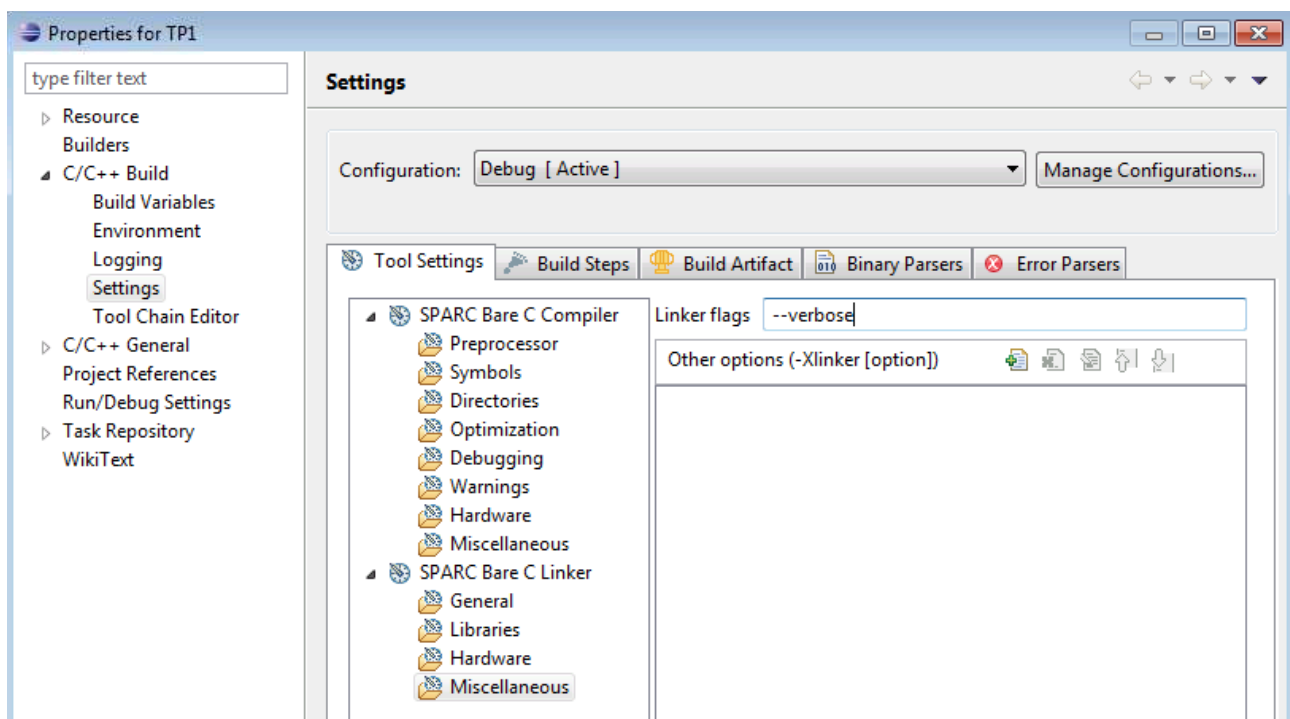 Properties for TP1
type filter text
Resource
Builders
C/C++ Build
Build Variables
Environment
Logging
Settings
Tool Chain Editor
C/C++ General
Project References
Run/Debug Settings
Task Repository
WikiText
Settings
Configuration:
Debug [ Active ]
Manage Configurations...
Tool Settings
Build Steps
Build Artifact
010
Binary Parsers
Error Parsers
SPARC Bare C Compiler
Preprocessor
Symbols
Directories
Optimization
Debugging
Warnings
Hardware
Miscellaneous
SPARC Bare C Linker
General
Libraries
Hardware
Miscellaneous
Linker flags
--verbose
Other options (-Xlinker [option])